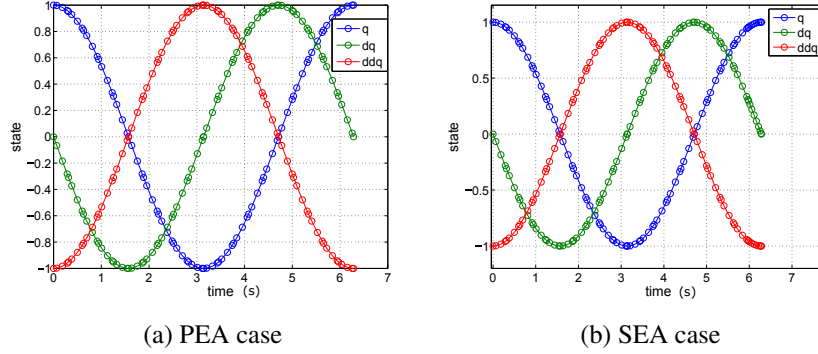 q
dq
ddq
1
0.8
0.6
0.4
0.2
0
−0.2
−0.4
−0.6
−0.8
−1
state
0 1 2 3 4 5 6 7
time (s)
(a) PEA case
q
dq
ddq
1
0.5
0
−0.5
−1
state
0 1 2 3 4 5 6 7
time (s)
(b) SEA case